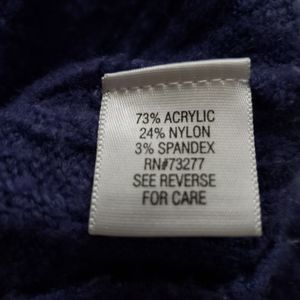 73% ACRYLIC
24% NYLON
3% SPANDEX
RN#73277
SEE REVERSE
FOR CARE